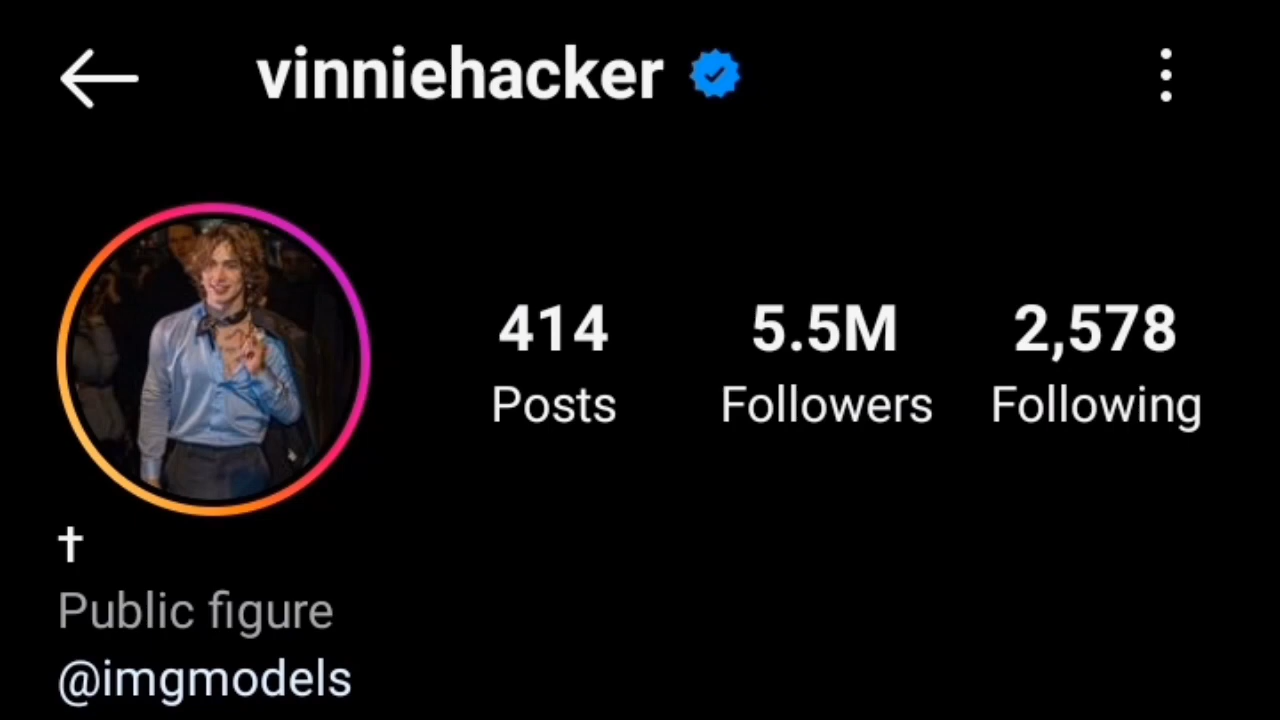 vinniehacker
414 5.5M 2,578
Posts Followers Following
†
Public figure
@imgmodels